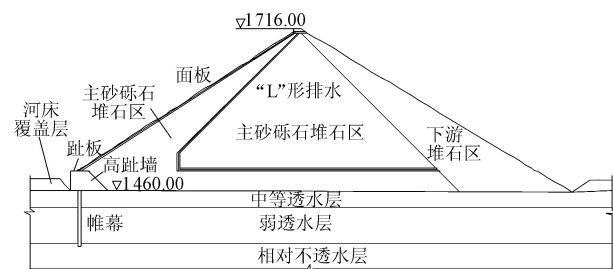 ▽1716.00
面板
主砂砾石
堆石区
“L”形排水
主砂砾石堆石区
河床
覆盖层
趾板
高趾墙
下游
堆石区
▽1460.00
中等透水层
帷幕
弱透水层
相对不透水层